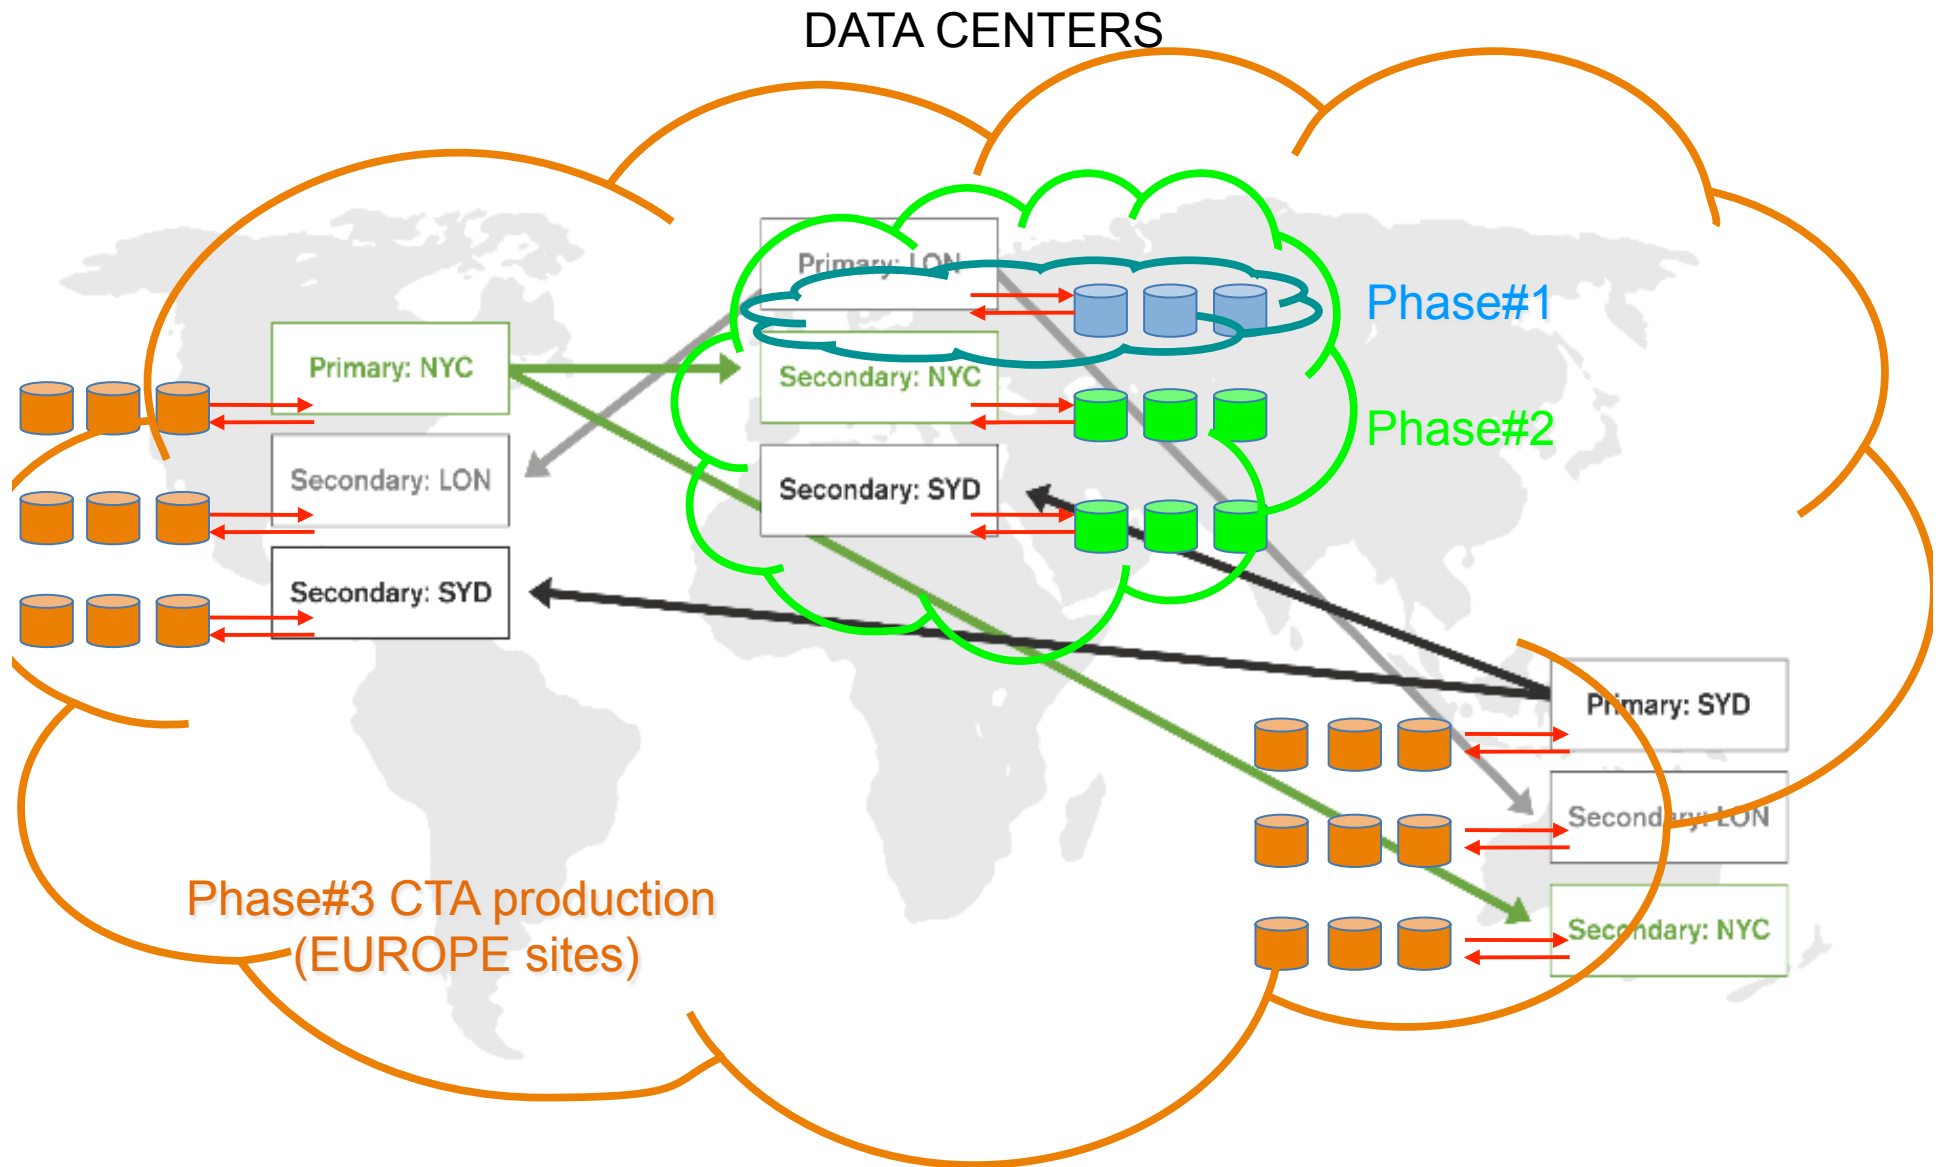 DATA CENTERS
Primary: LON
Secondary: NYC
Secondary: SYD
Phase#1
Phase#2
Primary: NYC
Secondary: LON
Secondary: SYD
Primary: SYD
Secondary: LON
Secondary: NYC
Phase#3 CTA production
(EUROPE sites)